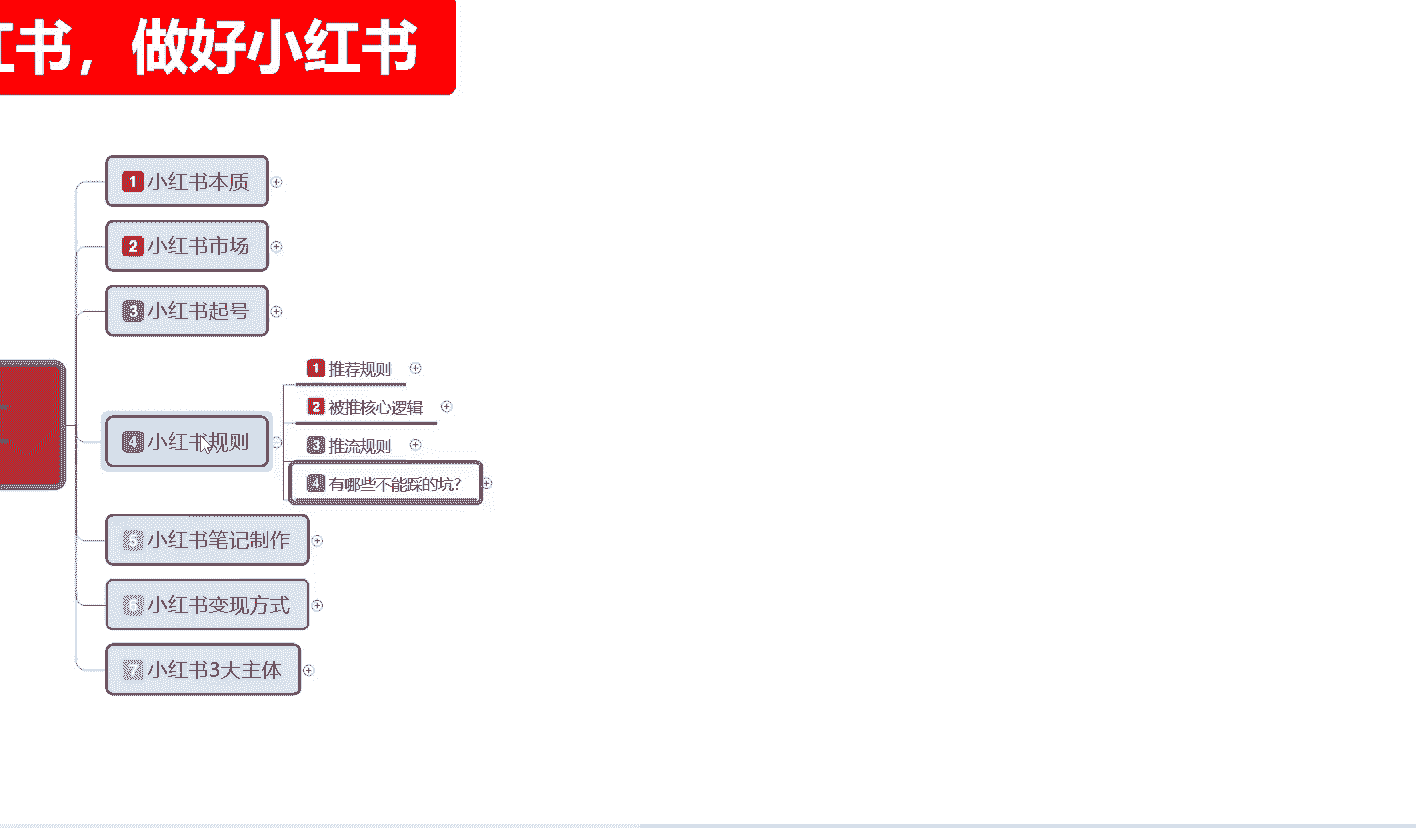 书，做好小红书
1 小红书本质
2 小红书市场
3 小红书起号
4 小红书规则
1 推荐规则
2 被推核心逻辑
3 推流规则
4 有哪些不能踩的坑？
5 小红书笔记制作
6 小红书变现方式
7 小红书3大主体